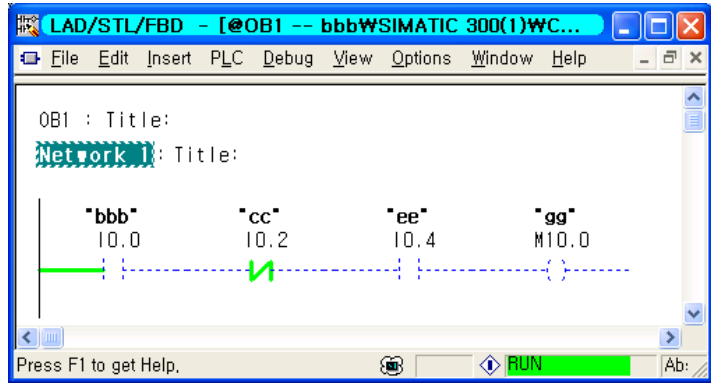 LAD/STL/FBD - [@OB1 -- bbb₩SIMATIC 300(1)₩C...
File Edit Insert PLC Debug View Options Window Help
OB1 : Title:
Network 1: Title:
"bbb" "cc" "ee" "gg"
I0.0 I0.2 I0.4 M10.0
Press F1 to get Help, RUN Ab: